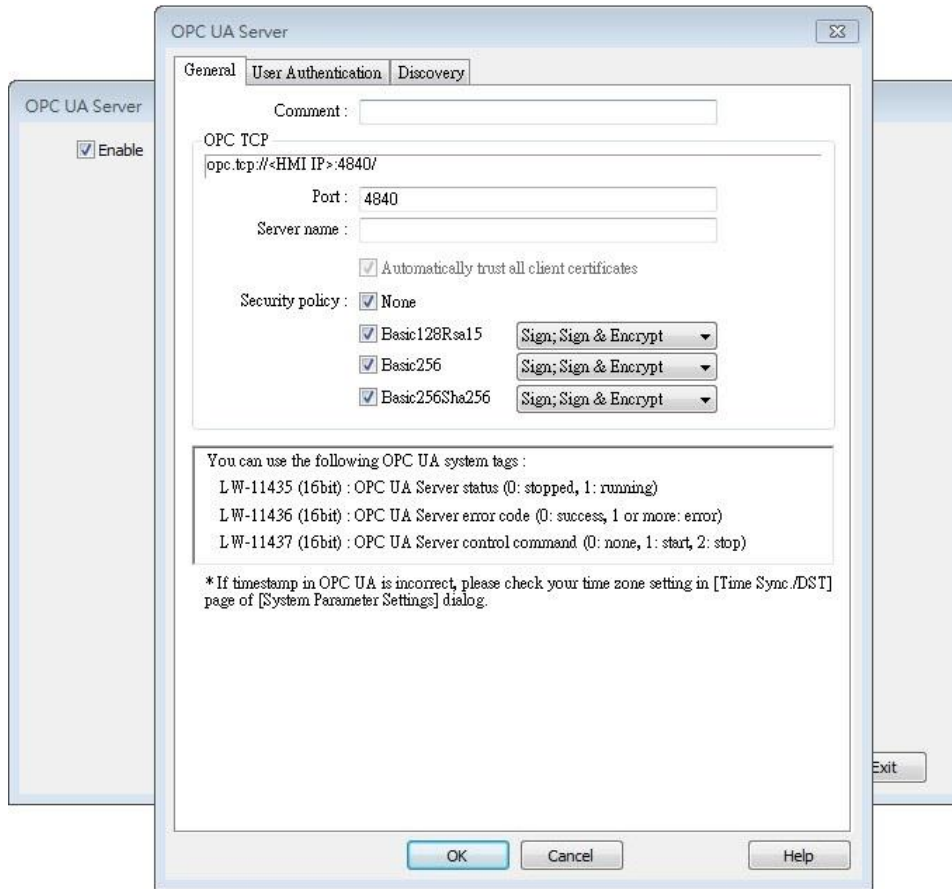 OPC UA Server
General User Authentication Discovery
OPC UA Server
Enable
Comment :
OPC TCP
opc.tcp://<HMI IP>:4840/
Port : 4840
Server name :
Automatically trust all client certificates
Security policy : None
Basic128Rsa15 Sign; Sign & Encrypt
Basic256 Sign; Sign & Encrypt
Basic256Sha256 Sign; Sign & Encrypt
You can use the following OPC UA system tags :
LW-11435 (16bit) : OPC UA Server status (0: stopped, 1: running)
LW-11436 (16bit) : OPC UA Server error code (0: success, 1 or more: error)
LW-11437 (16bit) : OPC UA Server control command (0: none, 1: start, 2: stop)
* If timestamp in OPC UA is incorrect, please check your time zone setting in [Time Sync./DST]
page of [System Parameter Settings] dialog.
Exit
OK Cancel Help